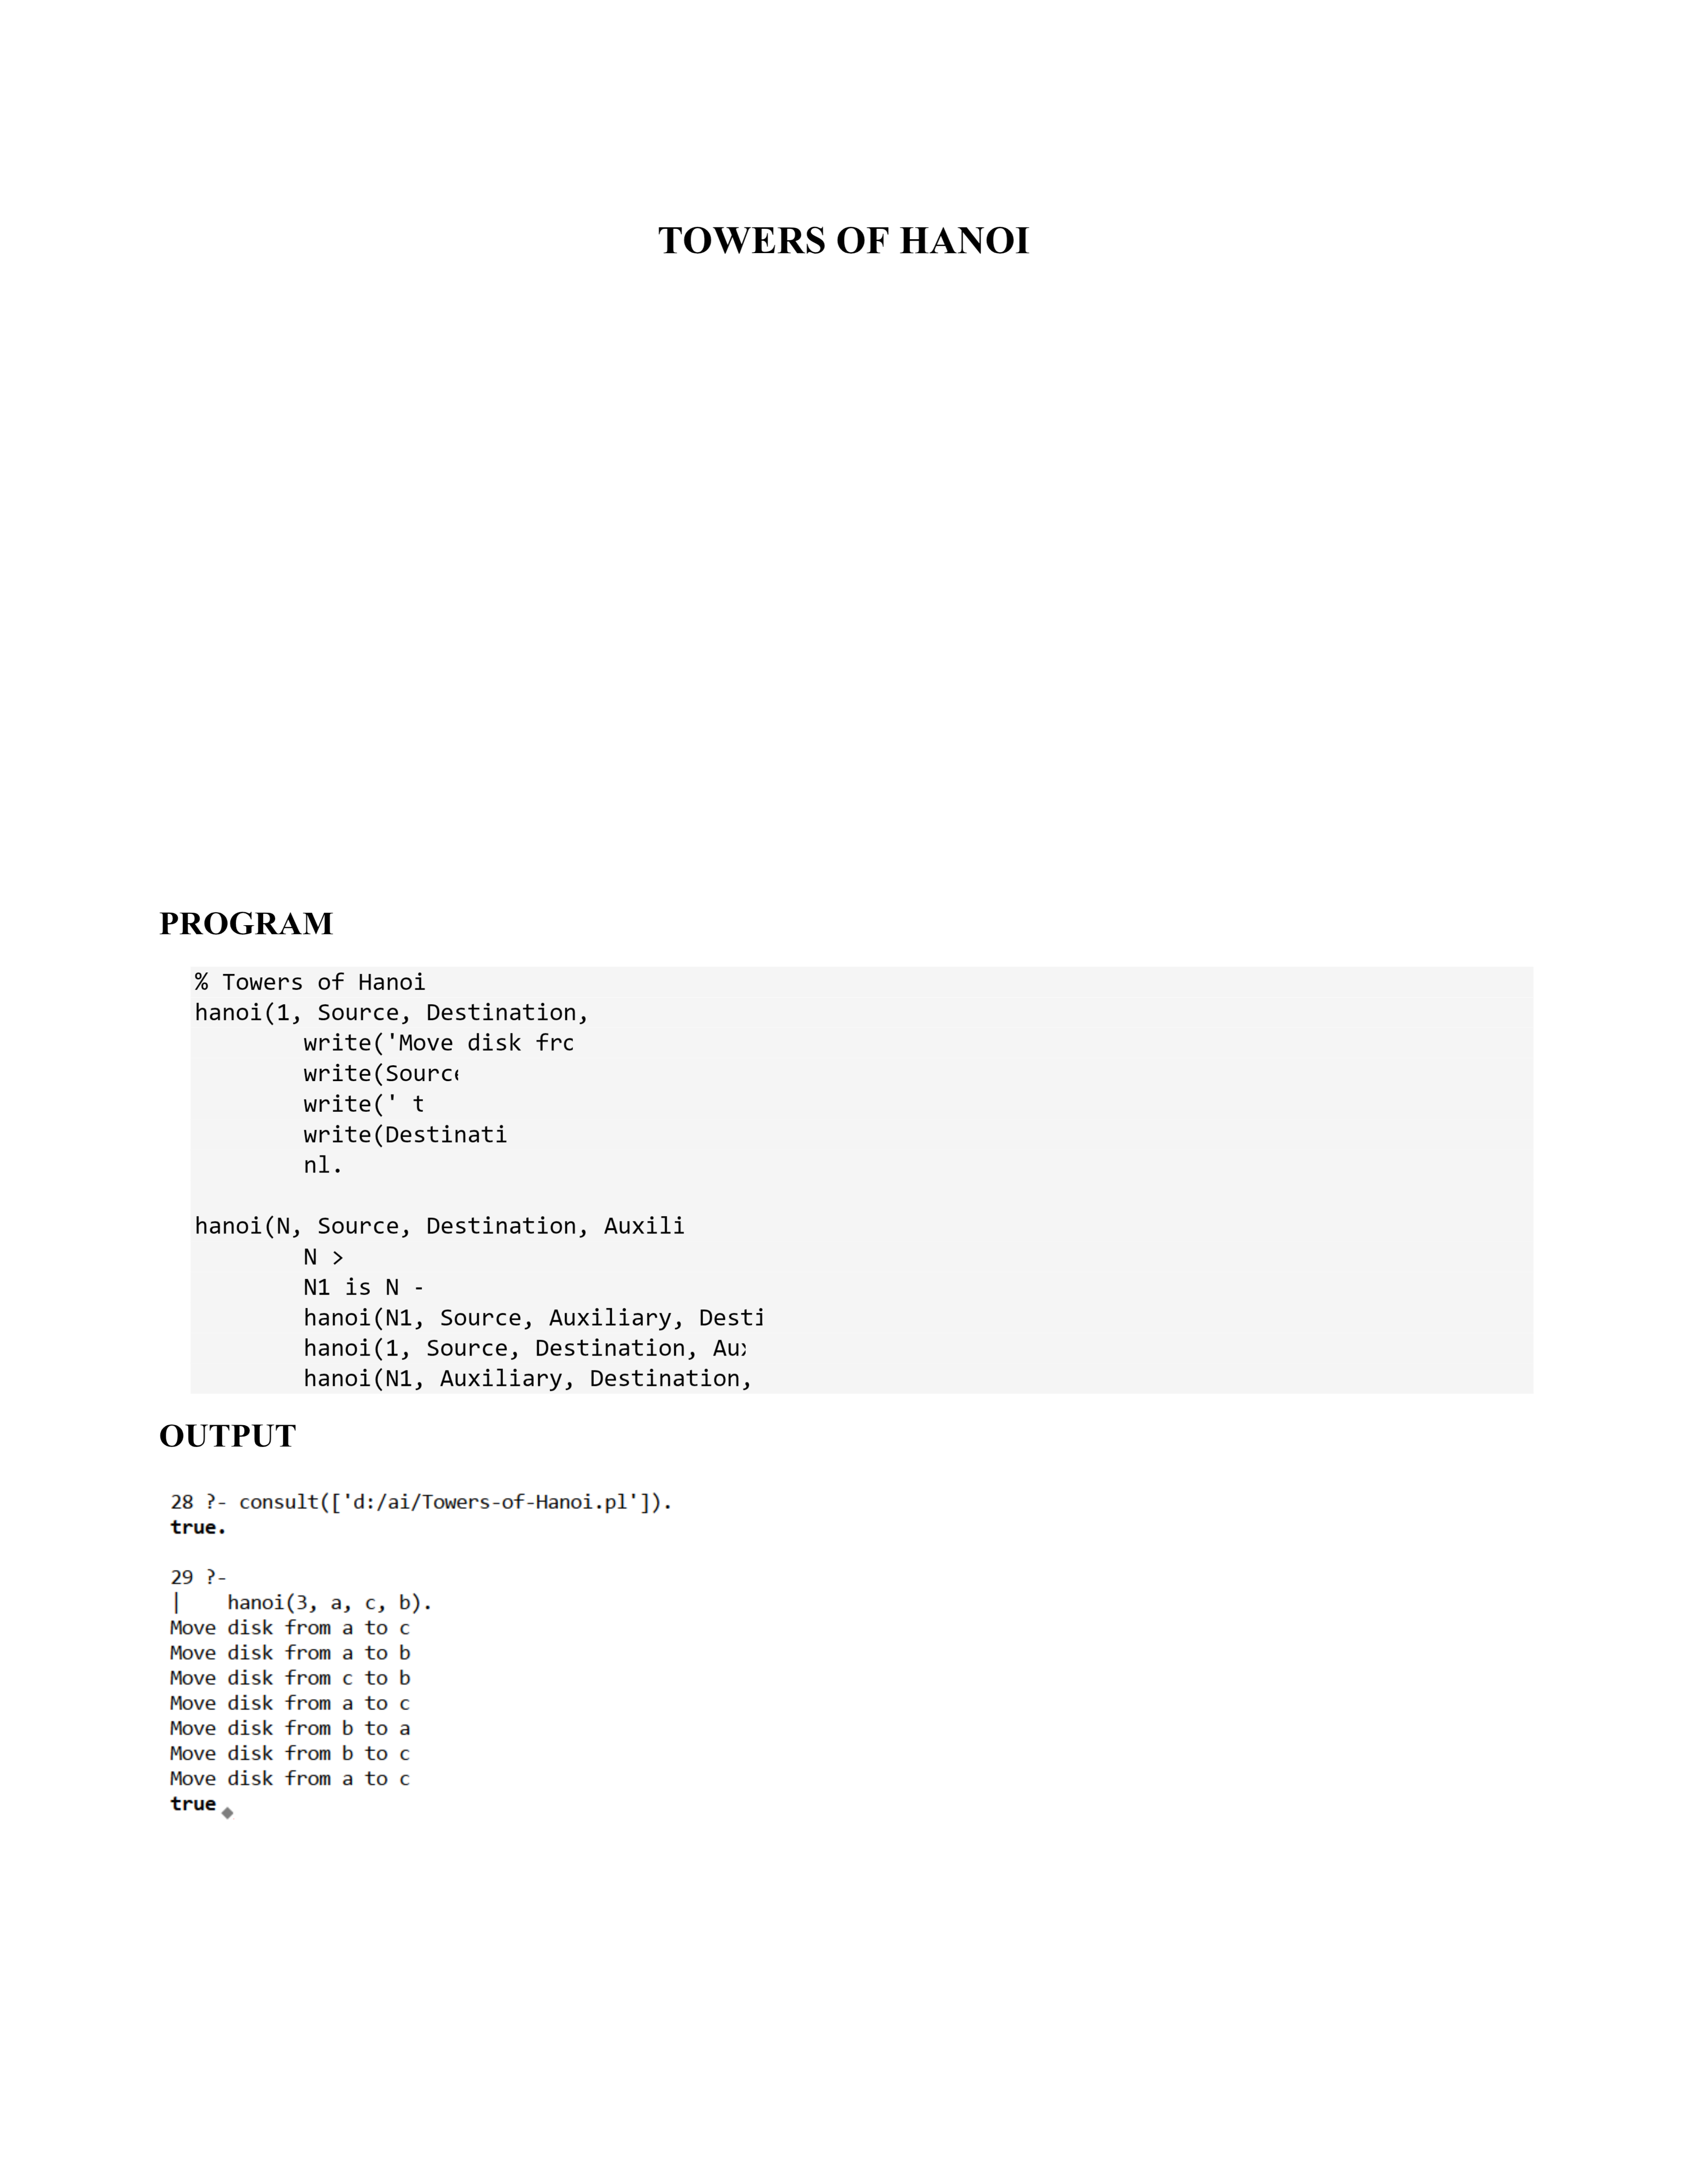 TOWERS OF HANOI
PROGRAM
% Towers of Hanoi
hanoi(1, Source, Destination,
write('Move disk frc
write(Source
write(' t
write(Destinati
nl.
hanoi(N, Source, Destination, Auxili
N >
N1 is N -
hanoi(N1, Source, Auxiliary, Desti
hanoi(1, Source, Destination, Au
hanoi(N1, Auxiliary, Destination,
OUTPUT
28 ?- consult(['d:/ai/Towers-of-Hanoi.pl']).
true.
29 ?-
|    hanoi(3, a, c, b).
Move disk from a to c
Move disk from a to b
Move disk from c to b
Move disk from a to c
Move disk from b to a
Move disk from b to c
Move disk from a to c
true